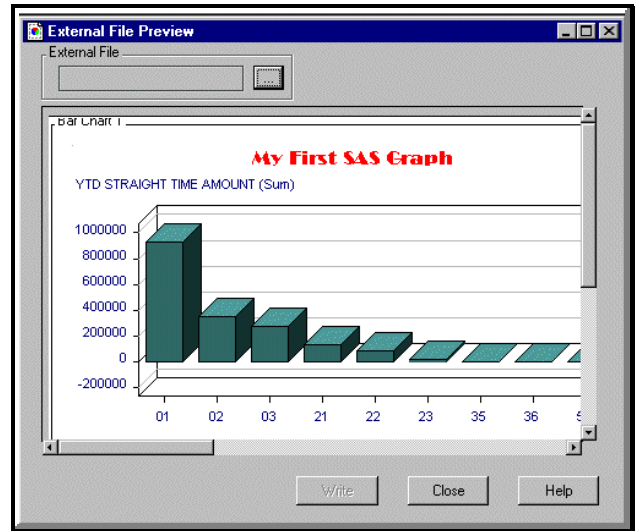 External File Preview
External File
...
Bar Chart 1
My First SAS Graph
YTD STRAIGHT TIME AMOUNT (Sum)
1000000
800000
600000
400000
200000
0
-200000
01 02 03 21 22 23 35 36
Write Close Help